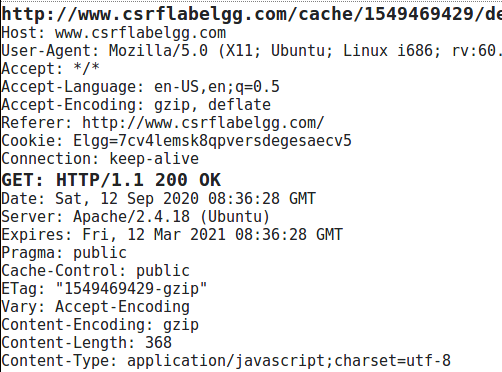 http://www.csrflabelgg.com/cache/1549469429/de
Host: www.csrflabelgg.com
User-Agent: Mozilla/5.0 (X11; Ubuntu; Linux i686; rv:60.
Accept: */*
Accept-Language: en-US,en;q=0.5
Accept-Encoding: gzip, deflate
Referer: http://www.csrflabelgg.com/
Cookie: Elgg=7cv4lemsk8qpversdegesaecv5
Connection: keep-alive
GET: HTTP/1.1 200 OK
Date: Sat, 12 Sep 2020 08:36:28 GMT
Server: Apache/2.4.18 (Ubuntu)
Expires: Fri, 12 Mar 2021 08:36:28 GMT
Pragma: public
Cache-Control: public
ETag: "1549469429-gzip"
Vary: Accept-Encoding
Content-Encoding: gzip
Content-Length: 368
Content-Type: application/javascript;charset=utf-8